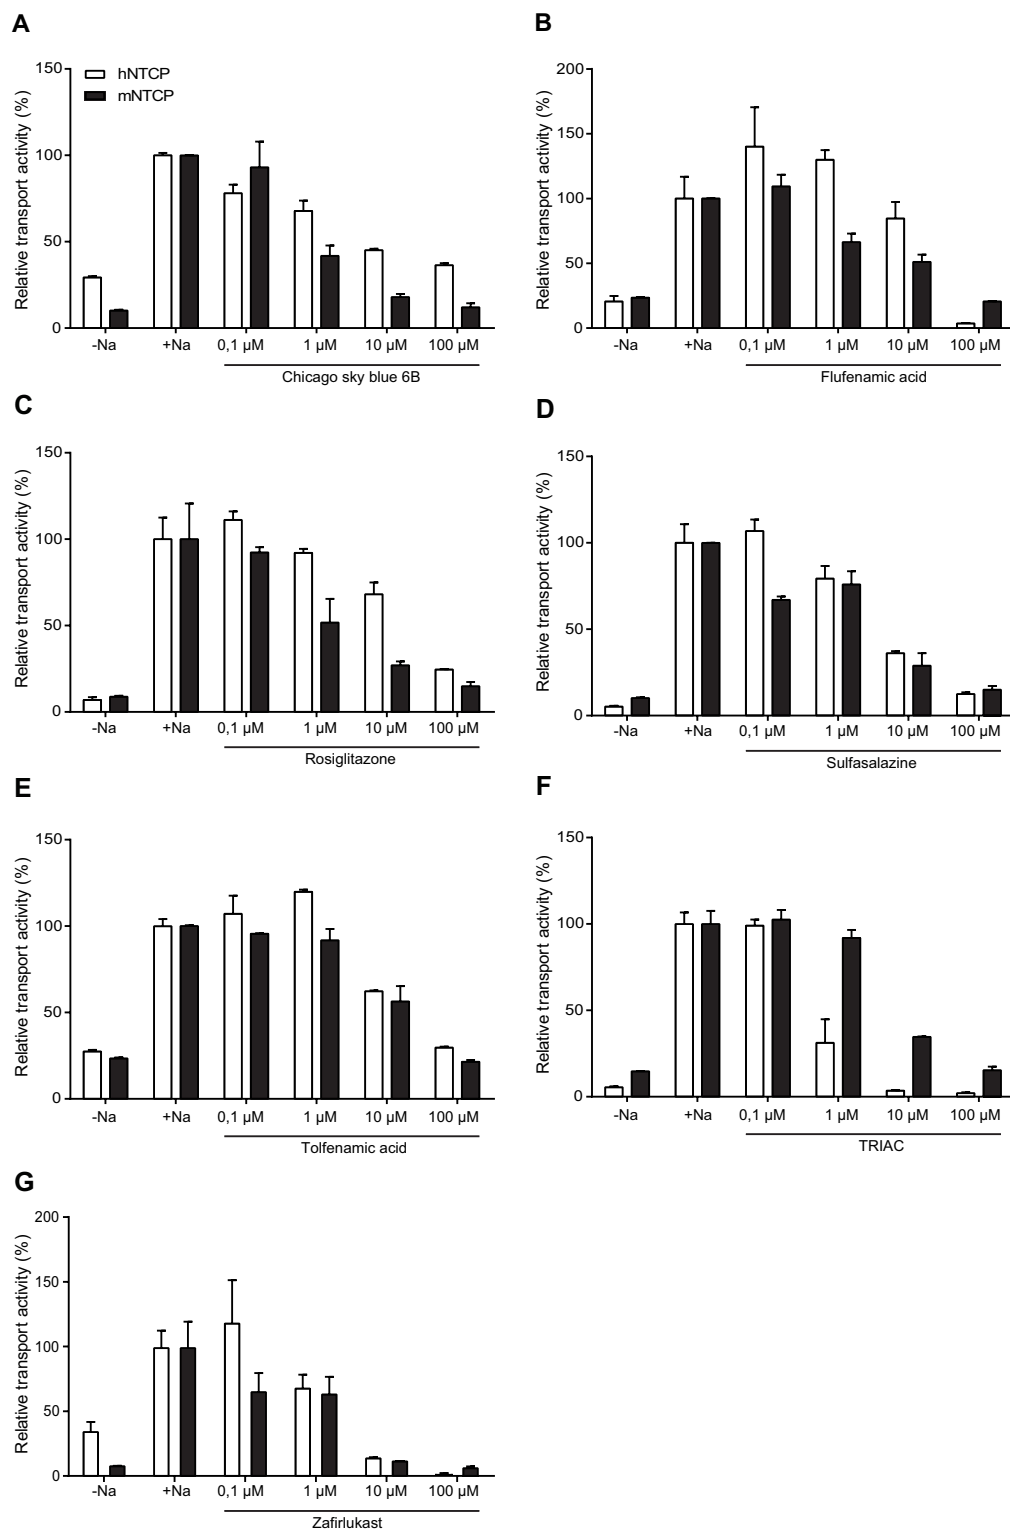 A
Relative transport activity (%)
150
100
50
0
hNTCP
mNTCP
-Na +Na 0,1 µM 1 µM 10 µM 100 µM
Chicago sky blue 6B
B
Relative transport activity (%)
200
150
100
50
0
-Na +Na 0,1 µM 1 µM 10 µM 100 µM
Flufenamic acid
C
Relative transport activity (%)
150
100
50
0
-Na +Na 0,1 µM 1 µM 10 µM 100 µM
Rosiglitazone
D
Relative transport activity (%)
150
100
50
0
-Na +Na 0,1 µM 1 µM 10 µM 100 µM
Sulfasalazine
E
Relative transport activity (%)
150
100
50
0
-Na +Na 0,1 µM 1 µM 10 µM 100 µM
Tolfenamic acid
F
Relative transport activity (%)
150
100
50
0
-Na +Na 0,1 µM 1 µM 10 µM 100 µM
TRIAC
G
Relative transport activity (%)
200
150
100
50
0
-Na +Na 0,1 µM 1 µM 10 µM 100 µM
Zafirlukast